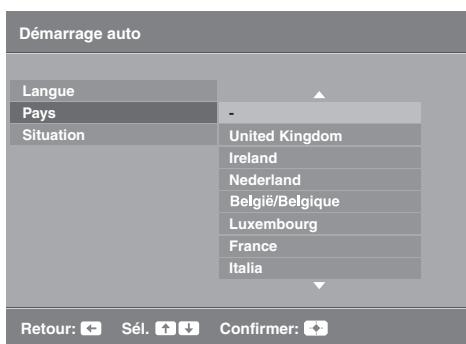 Démarrage auto
Langue
Pays
-
Situation
United Kingdom
Ireland
Nederland
België/Belgique
Luxembourg
France
Italia
Retour: Sél. Confirmer: